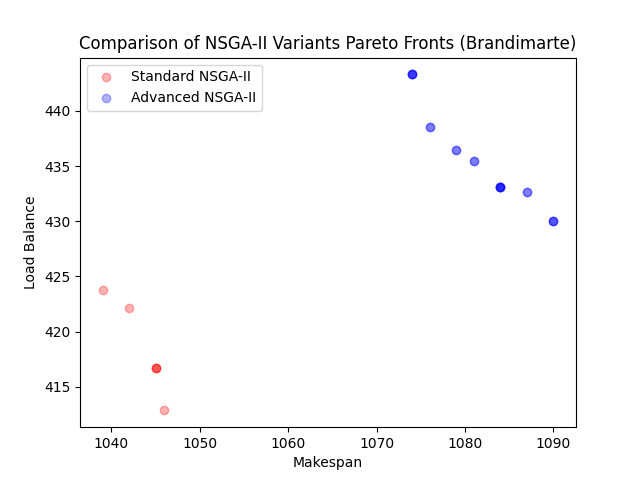 Comparison of NSGA-II Variants Pareto Fronts (Brandimarte)
Standard NSGA-II
Advanced NSGA-II
440
435
430
425
420
415
Load Balance
1040 1050 1060 1070 1080 1090
Makespan